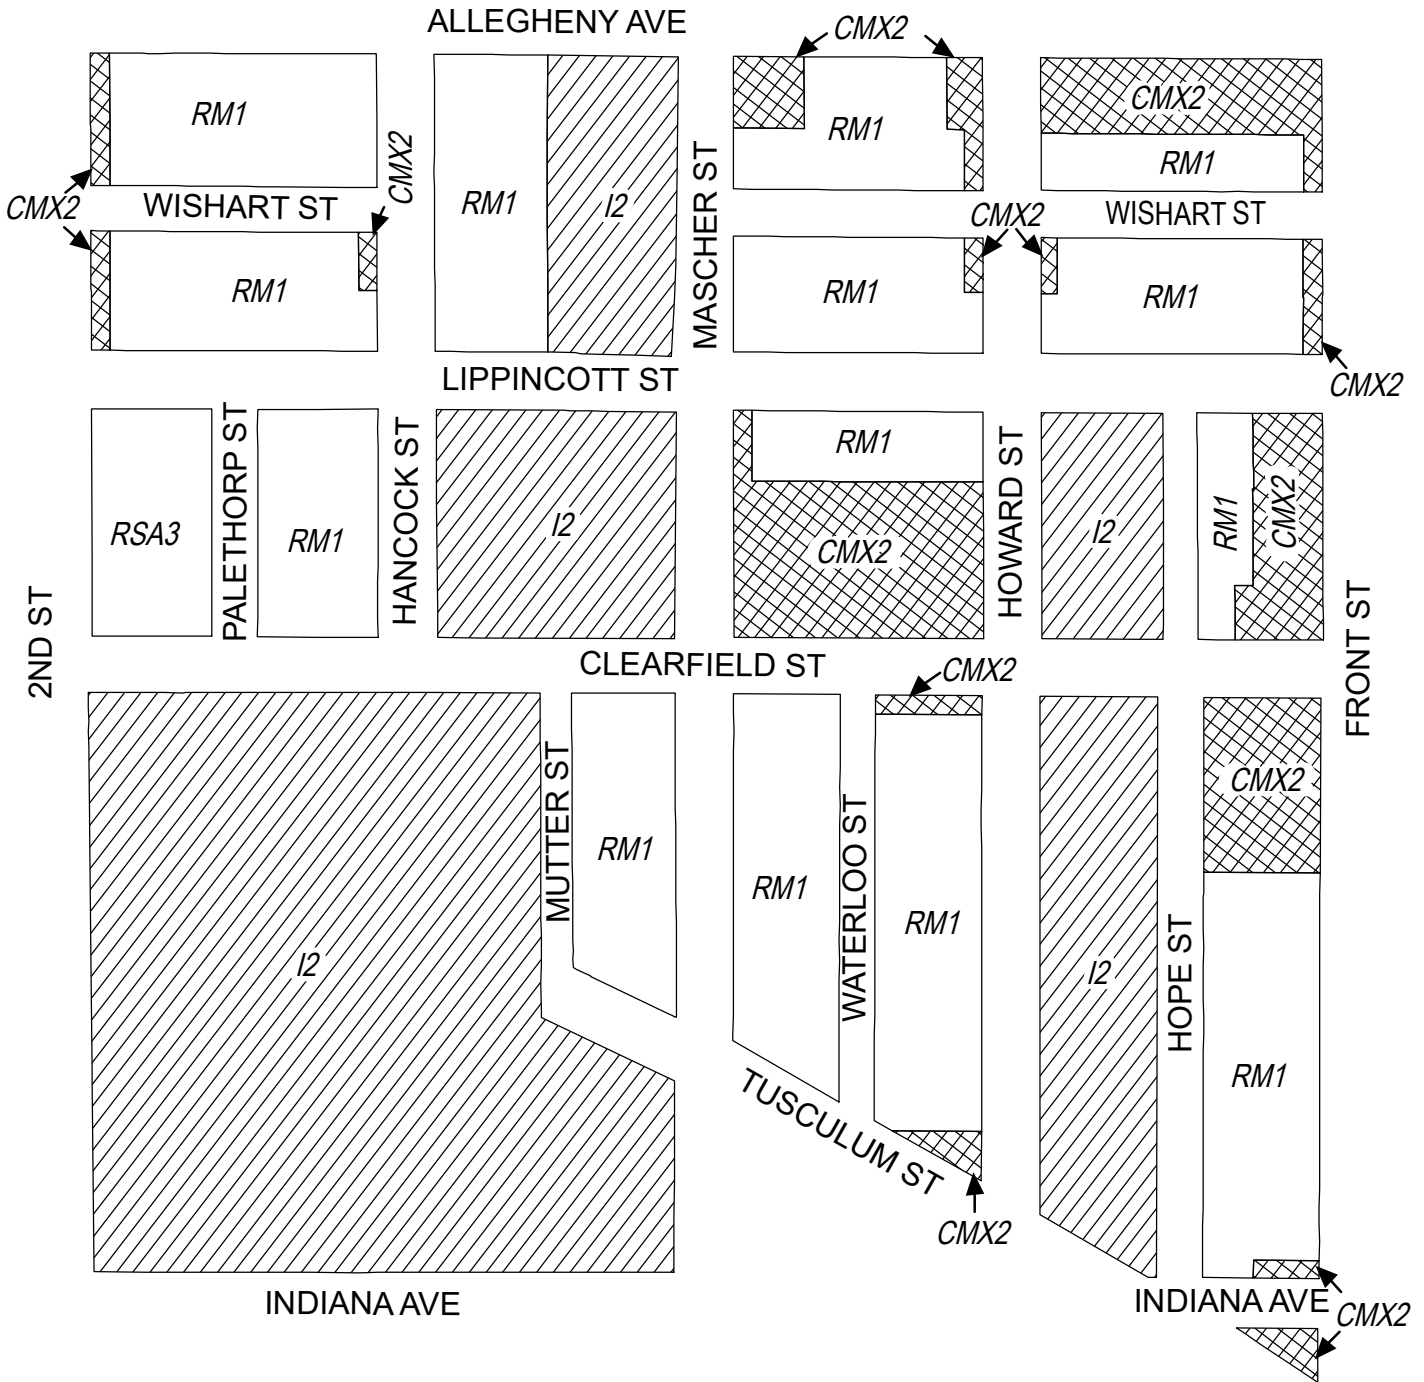 ALLEGHENY AVE
CMX2
RM1
CMX2
RM1
I2
MASCHER ST
RM1
CMX2
RM1
CMX2
WISHART ST
CMX2
WISHART ST
RM1
RM1
RM1
CMX2
LIPPINCOTT ST
RSA3
PALETHORP ST
RM1
HANCOCK ST
I2
RM1
CMX2
HOWARD ST
I2
RM1
CMX2
2ND ST
FRONT ST
CLEARFIELD ST
CMX2
I2
MUTTER ST
RM1
RM1
WATERLOO ST
RM1
I2
HOPE ST
CMX2
RM1
TUSCULUM ST
CMX2
INDIANA AVE
INDIANA AVE
CMX2